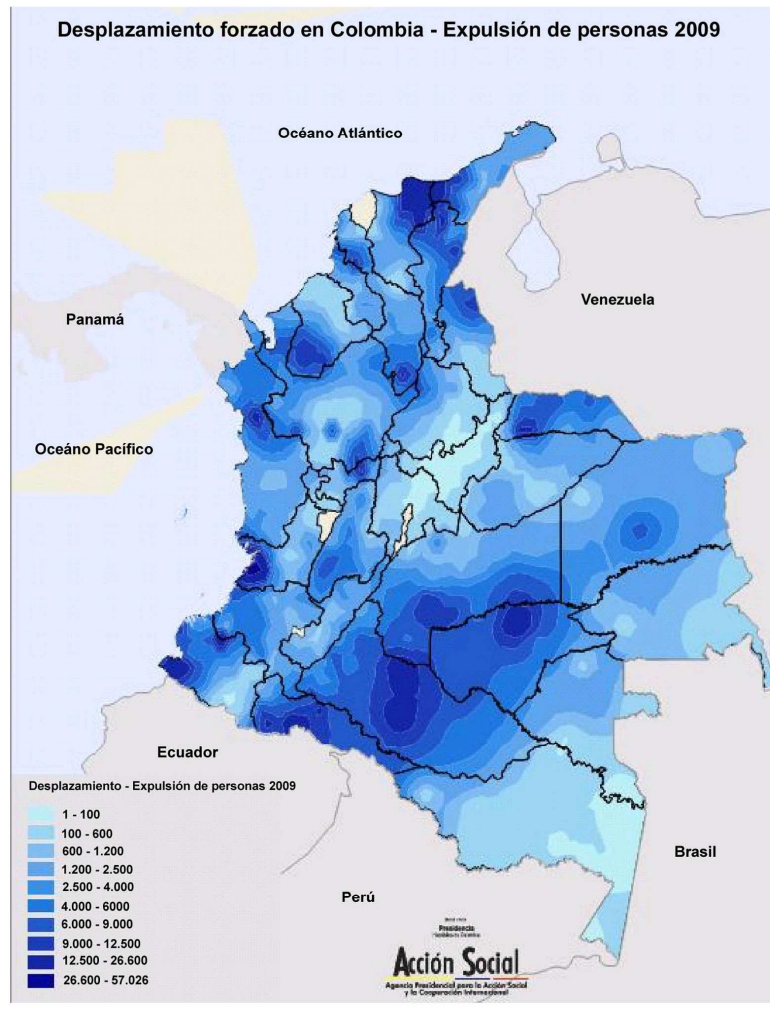 Desplazamiento forzado en Colombia - Expulsión de personas 2009
Océano Atlántico
Venezuela
Panamá
Oceáno Pacífico
Ecuador
Desplazamiento - Expulsión de personas 2009
1 - 100
100 - 600
600 - 1.200
1.200 - 2.500
2.500 - 4.000
4.000 - 6000
6.000 - 9.000
9.000 - 12.500
12.500 - 26.600
26.600 - 57.026
Brasil
Perú
Presidencia
Acción Social
Agencia Presidencial para la Acción Social
y la Cooperación Internacional